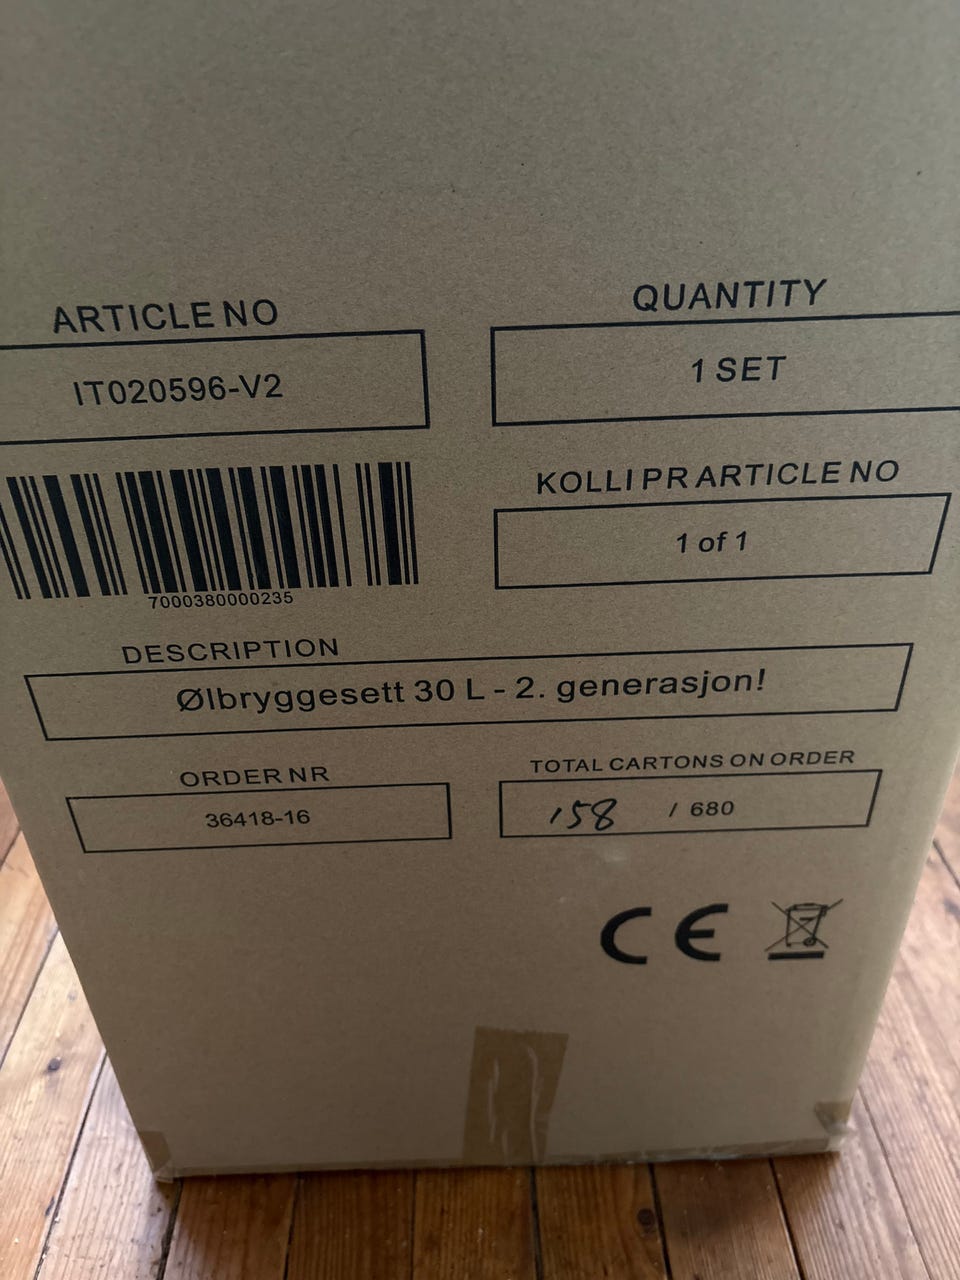 ARTICLE NO
QUANTITY
IT020596-V2
1 SET
7000380000235
KOLLI PR ARTICLE NO
1 of 1
DESCRIPTION
Ølbryggesett 30 L - 2. generasjon!
ORDER NR
TOTAL CARTONS ON ORDER
36418-16
158 / 680
CE